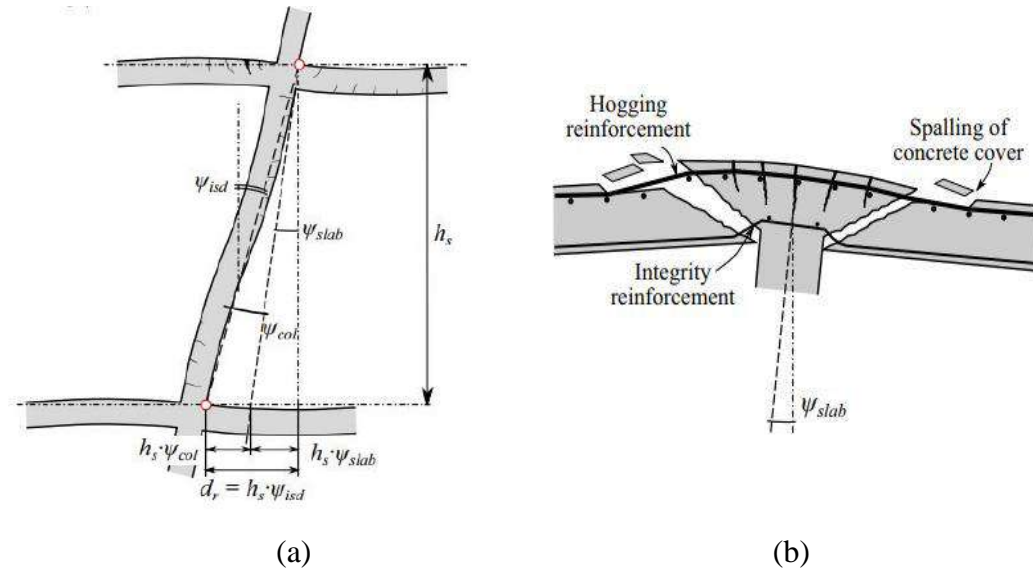 ψisd
ψslab
hs
ψcol
hs·ψcol
hs·ψslab
dr = hs·ψisd
(a)
Hogging
reinforcement
Spalling of
concrete cover
Integrity
reinforcement
ψslab
(b)